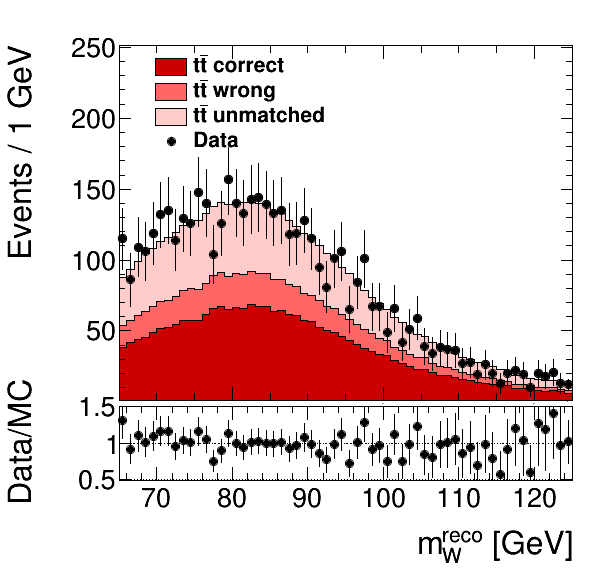 Events / 1 GeV
250
200
150
100
50
tt̄ correct
tt̄ wrong
tt̄ unmatched
Data
Data/MC
1.5
1
0.5
70 80 90 100 110 120
m_W^reco [GeV]